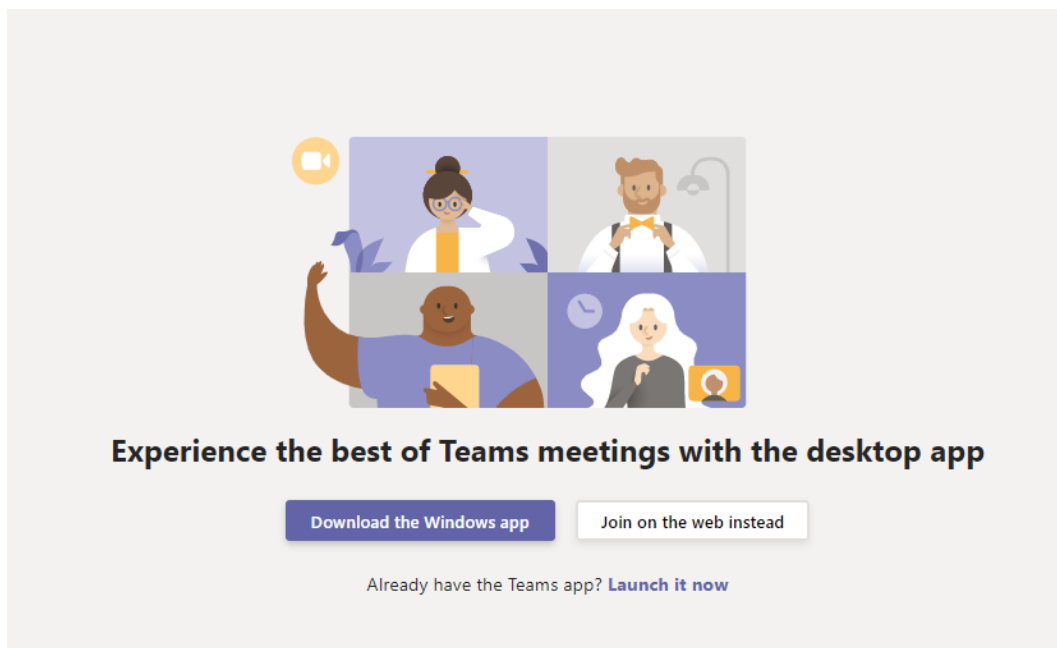 Experience the best of Teams meetings with the desktop app
Download the Windows app
Join on the web instead
Already have the Teams app? Launch it now